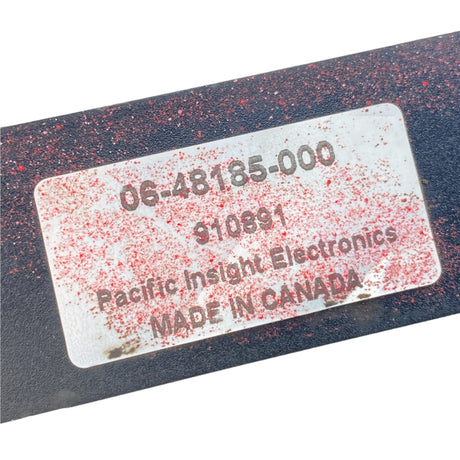 06-48185-000
910891
Pacific Insight Electronics
MADE IN CANADA